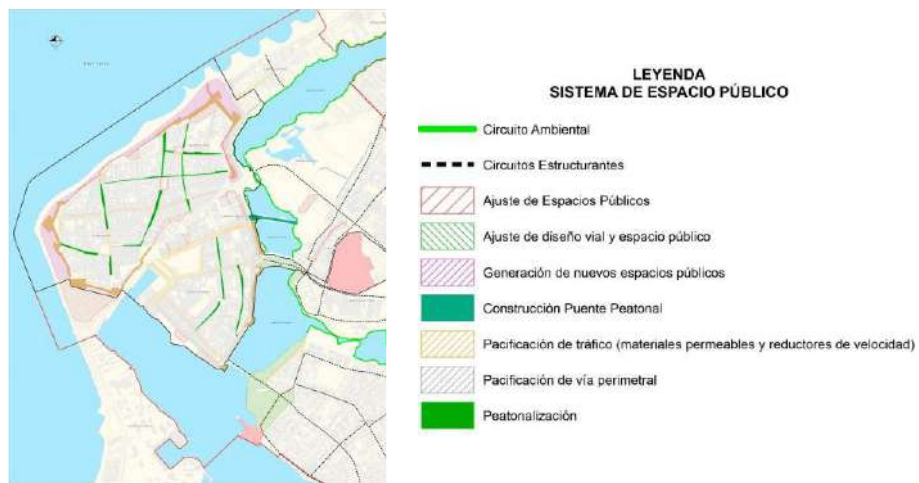 LEYENDA
SISTEMA DE ESPACIO PÚBLICO
Circuito Ambiental
Circuitos Estructurantes
Ajuste de Espacios Públicos
Ajuste de diseño vial y espacio público
Generación de nuevos espacios públicos
Construcción Puente Peatonal
Pacificación de tráfico (materiales permeables y reductores de velocidad)
Pacificación de vía perimetral
Peatonalización